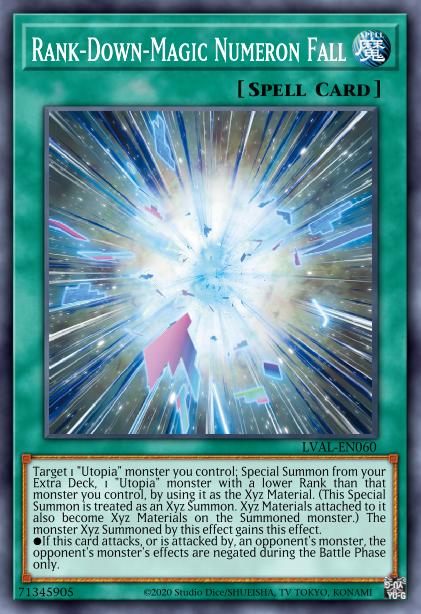 Rank-Down-Magic Numeron Fall
SPELL
魔
[Spell Card]
LVAL-EN060
Target 1 "Utopia" monster you control; Special Summon from your
Extra Deck, 1 "Utopia" monster with a lower Rank than that
monster you control, by using it as the Xyz Material. (This Special
Summon is treated as an Xyz Summon. Xyz Materials attached to it
also become Xyz Materials on the Summoned monster.) The
monster Xyz Summoned by this effect gains this effect.
●If this card attacks, or is attacked by, an opponent's monster, the
opponent's monster's effects are negated during the Battle Phase
only.
71345905
©2020 Studio Dice/SHUEISHA, TV TOKYO, KONAMI